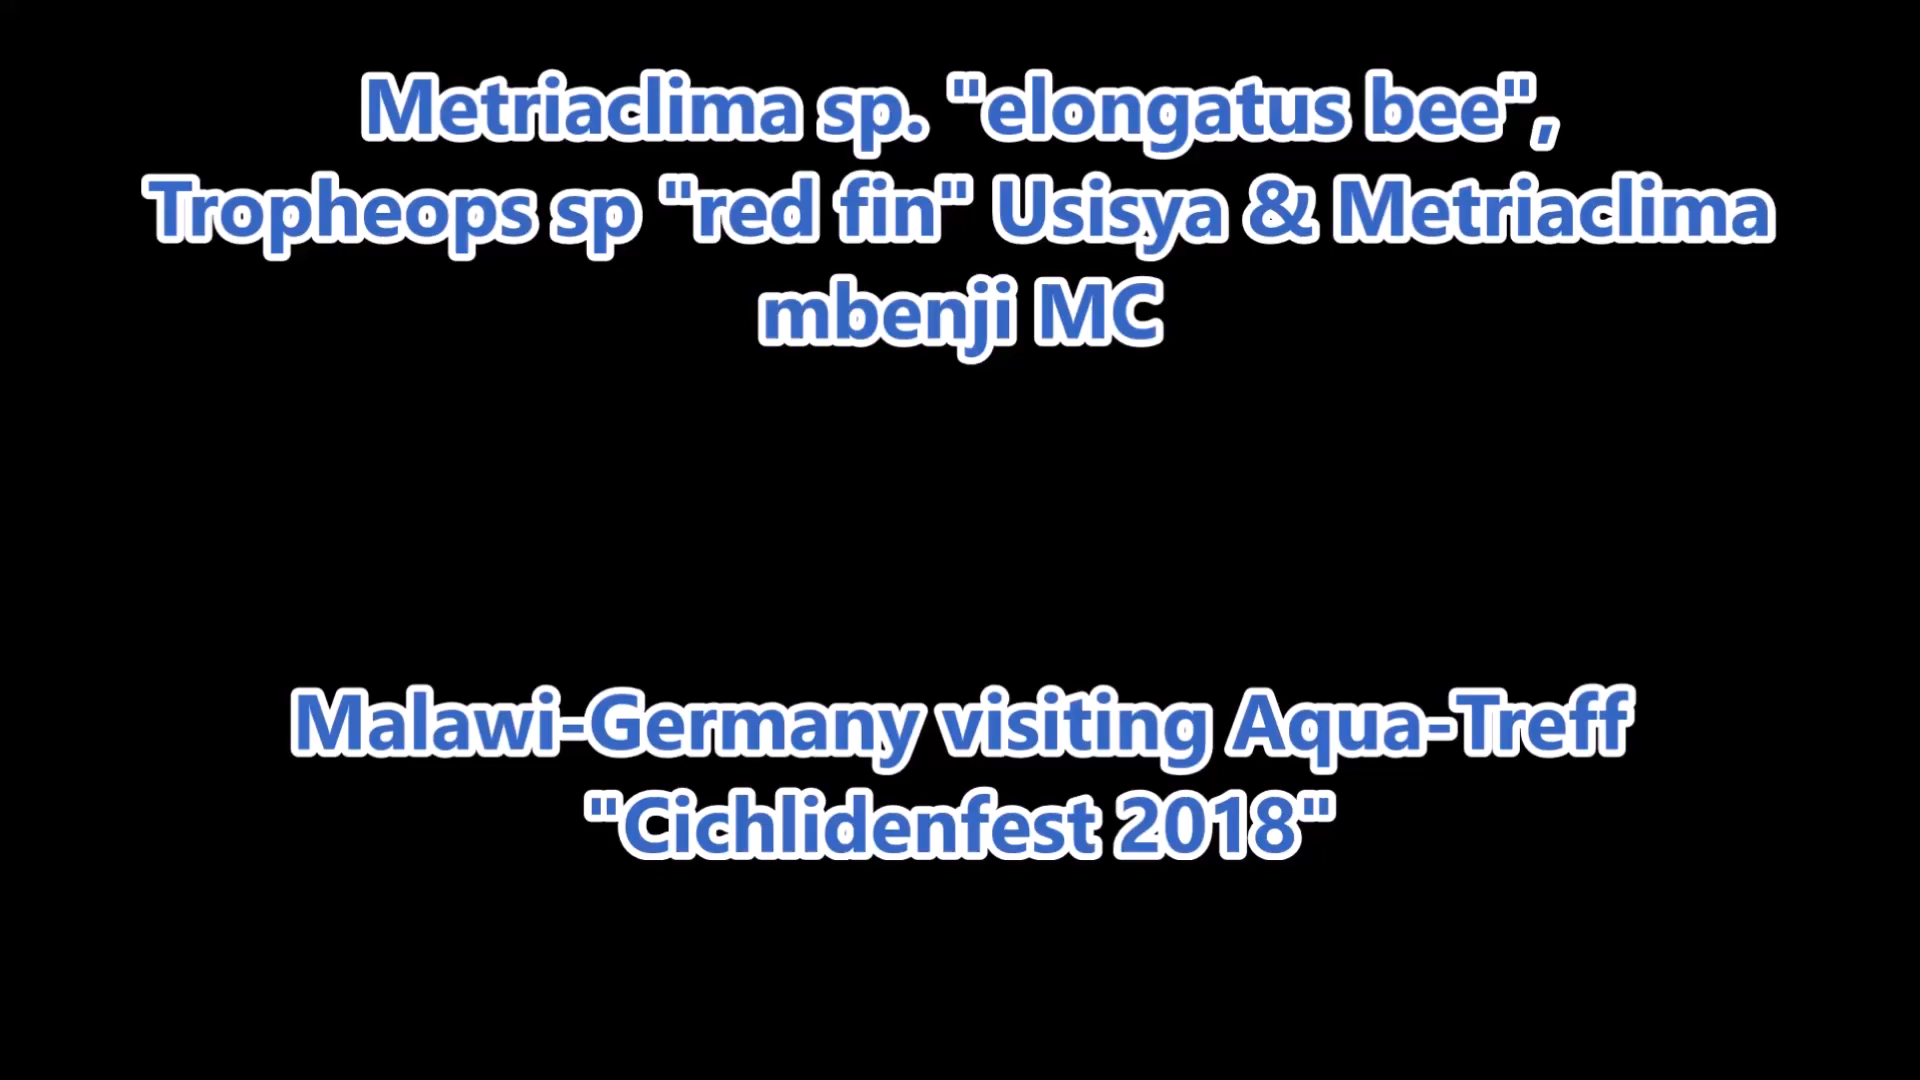 Metriaclima sp. "elongatus bee",
Tropheops sp "red fin" Usisya & Metriaclima
mbenji MC
Malawi-Germany visiting Aqua-Treff
"Cichlidenfest 2018"